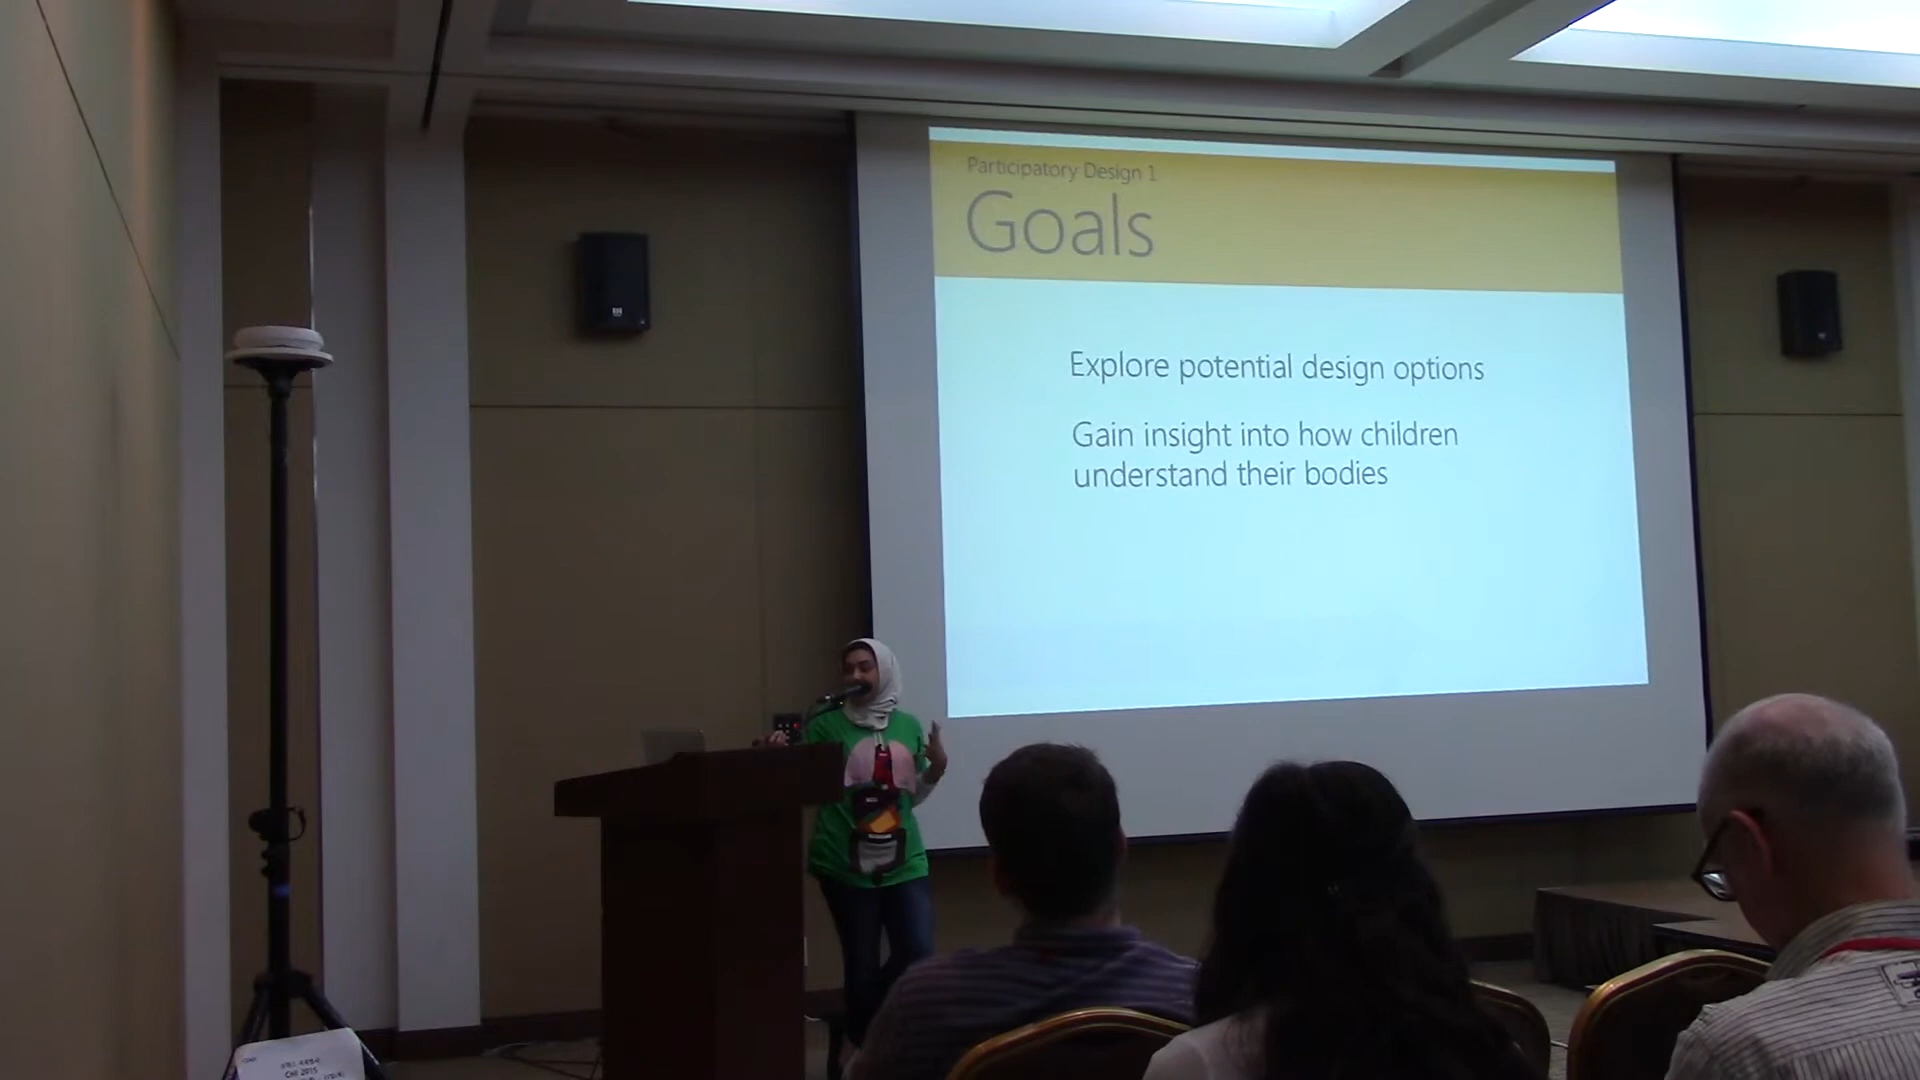 Participatory Design 1
Goals
Explore potential design options
Gain insight into how children
understand their bodies
CHI 2015